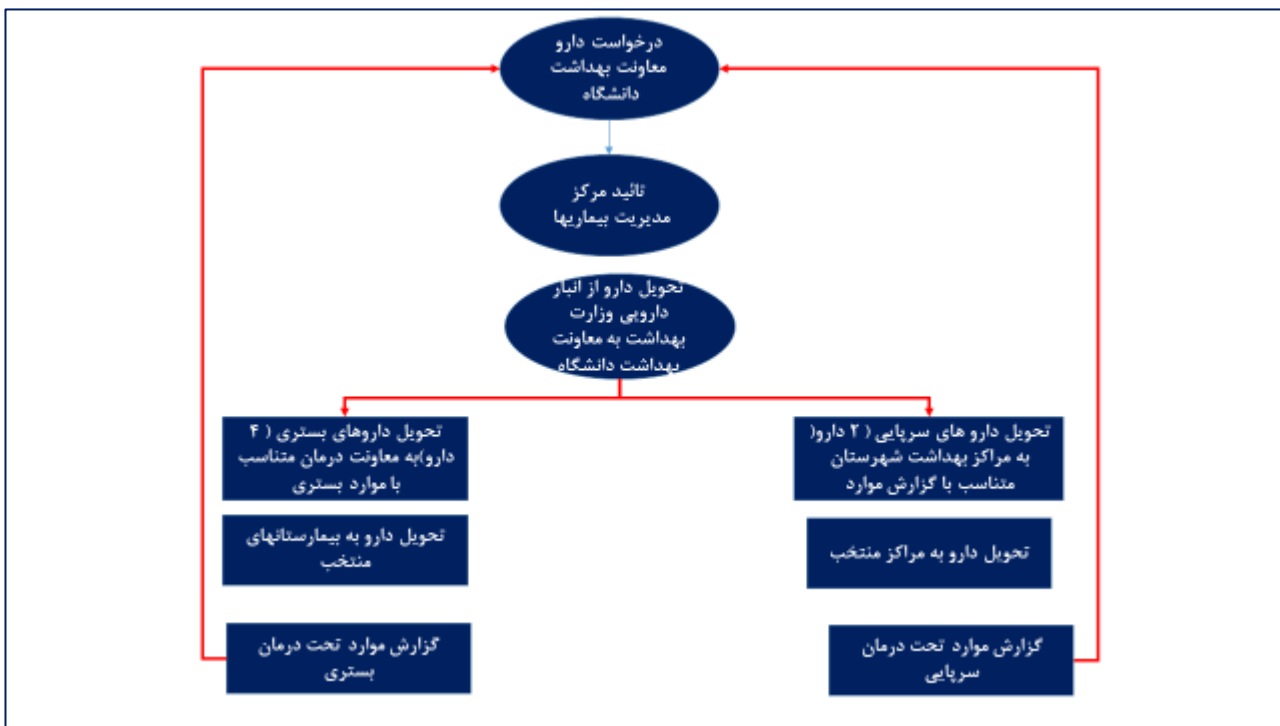 درخواست دارو
معاونت بهداشت
دانشگاه
تائید مرکز
مدیریت بیماریها
تحویل دارو از انبار
دارویی وزارت
بهداشت به معاونت
بهداشت دانشگاه
تحویل دارو های سرپایی ( ۲ دارو(
به مراکز بهداشت شهرستان
متناسب با گزارش موارد
تحویل داروهای بستری ( ۴
دارو)به معاونت درمان متناسب
با موارد بستری
تحویل دارو به مراکز منتخب
تحویل دارو به بیمارستانهای
منتخب
گزارش موارد تحت درمان
سرپایی
گزارش موارد تحت درمان
بستری